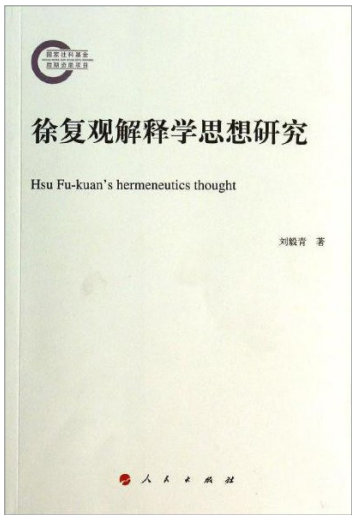 国家社科基金
后期资助项目
徐复观解释学思想研究
Hsu Fu-kuan's hermeneutics thought
刘毅青 著
人民出版社